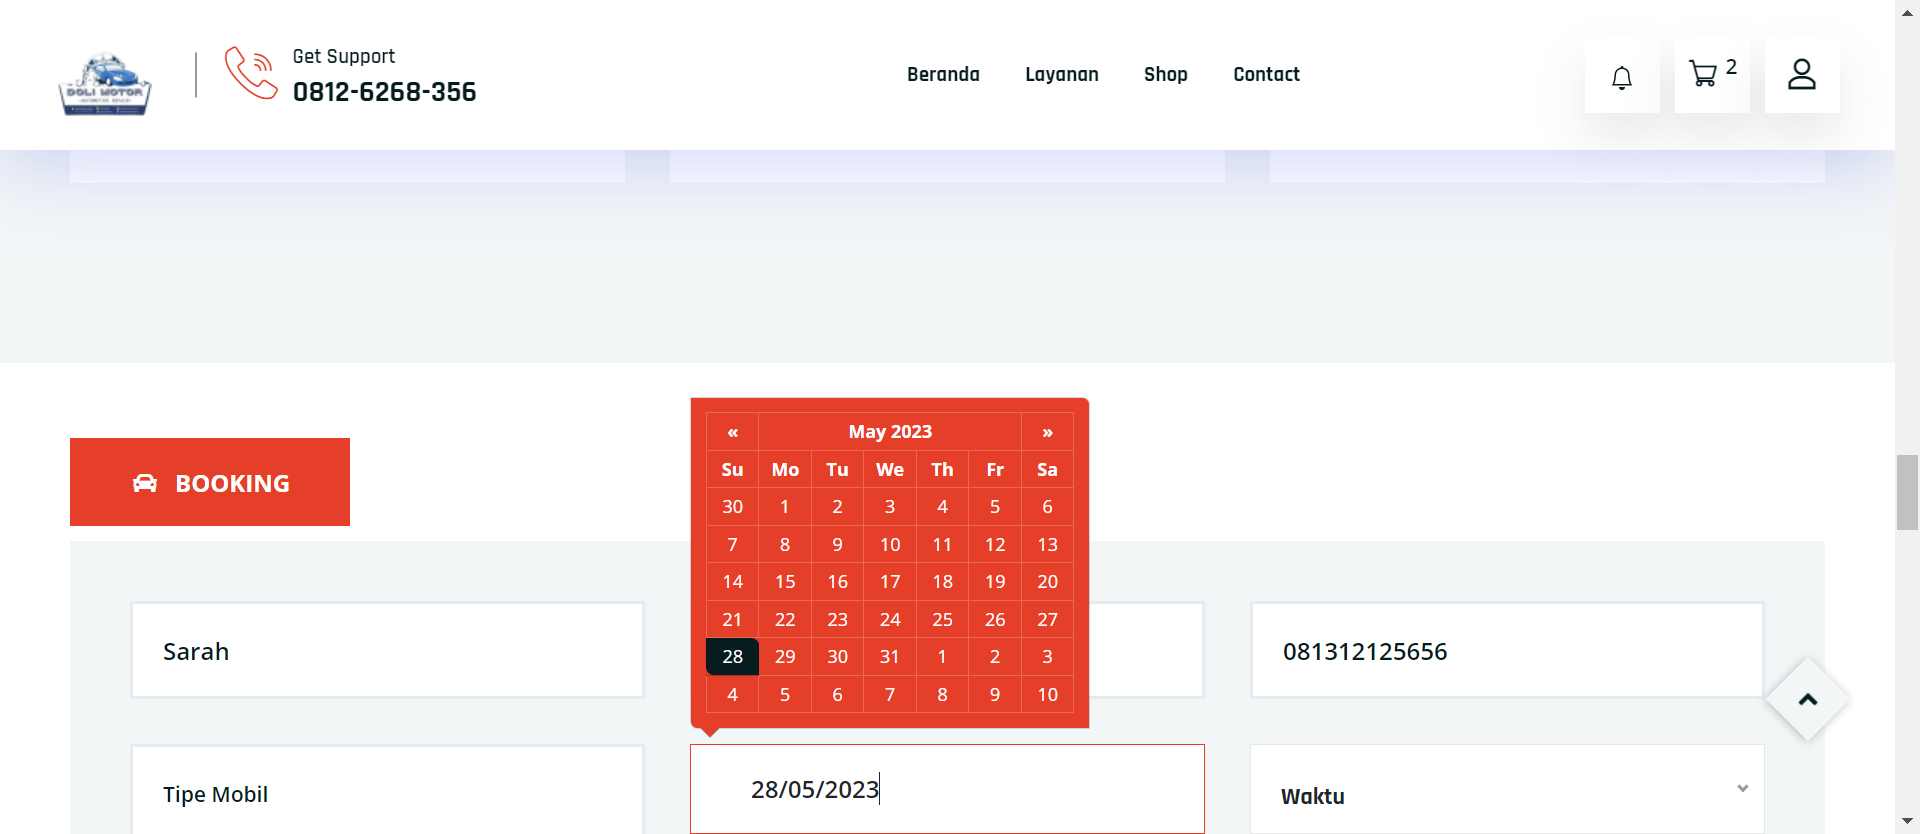 DOLI MOTOR
Get Support
0812-6268-356
Beranda
Layanan
Shop
Contact
2
« May 2023 »
Su Mo Tu We Th Fr Sa
30 1 2 3 4 5 6
7 8 9 10 11 12 13
14 15 16 17 18 19 20
21 22 23 24 25 26 27
28 29 30 31 1 2 3
4 5 6 7 8 9 10
BOOKING
Sarah
081312125656
Tipe Mobil
28/05/2023
Waktu